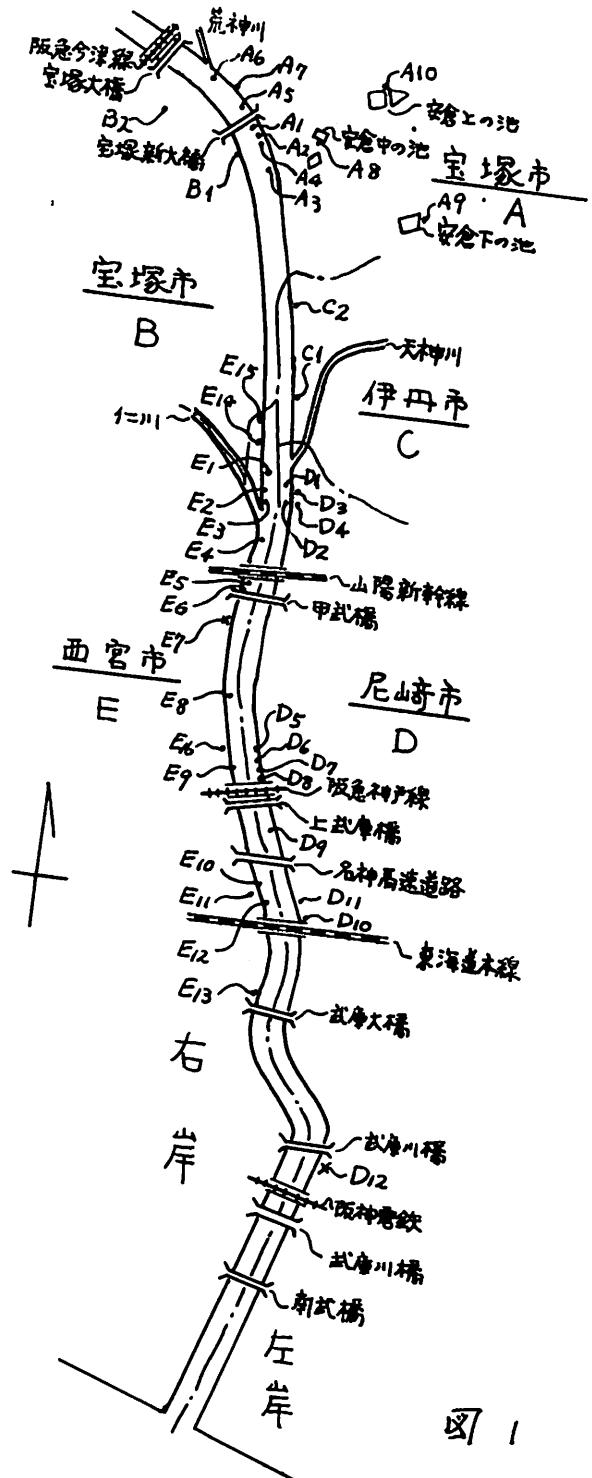 荒神川
阪急今津線
宝塚大橋
A6
A7
A5
A10
安倉上の池
B2
宝塚新大橋
A1
A2
A4
A3
安倉中の池
A8
B1
宝塚市
A
A9
安倉下の池
宝塚市
B
C2
天神川
C1
伊丹市
C
E15
E14
仁川
E1
E2
E3
E4
D1
D3
D4
D2
E5
E6
山陽新幹線
甲武橋
E7
西宮市
E
E8
尼崎市
D
E16
E9
D5
D6
D7
D8
阪急神戸線
上武庫橋
D9
名神高速道路
E10
E11
D11
D10
E12
東海道本線
E13
武庫大橋
右岸
武庫川橋
D12
阪神電鉄
武庫川橋
南武橋
左岸
図1